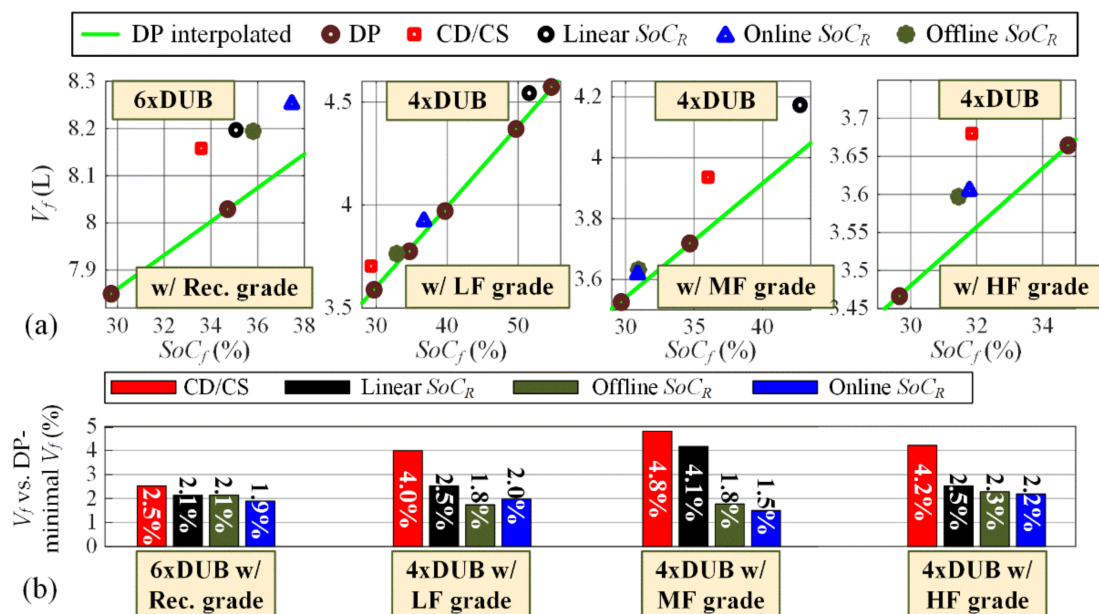 DP interpolated DP CD/CS Linear SoC_R Online SoC_R Offline SoC_R
(a)
V_f (L)
8.3
8.2
8.1
8
7.9
6xDUB
w/ Rec. grade
30 32 34 36 38
SoC_f (%)
4.5
4
3.5
4xDUB
w/ LF grade
30 40 50
SoC_f (%)
4.2
4
3.8
3.6
4xDUB
w/ MF grade
30 35 40
SoC_f (%)
3.7
3.65
3.6
3.55
3.5
3.45
4xDUB
w/ HF grade
30 32 34
SoC_f (%)
CD/CS Linear SoC_R Offline SoC_R Online SoC_R
(b)
V_f vs. DP-
minimal V_f (%)
5
4
3
2
1
0
2.5% 2.1% 2.1% 1.9%
4.0% 2.5% 1.8% 2.0%
4.8% 4.1% 1.8% 1.5%
4.2% 2.5% 2.3% 2.2%
6xDUB w/
Rec. grade
4xDUB w/
LF grade
4xDUB w/
MF grade
4xDUB w/
HF grade